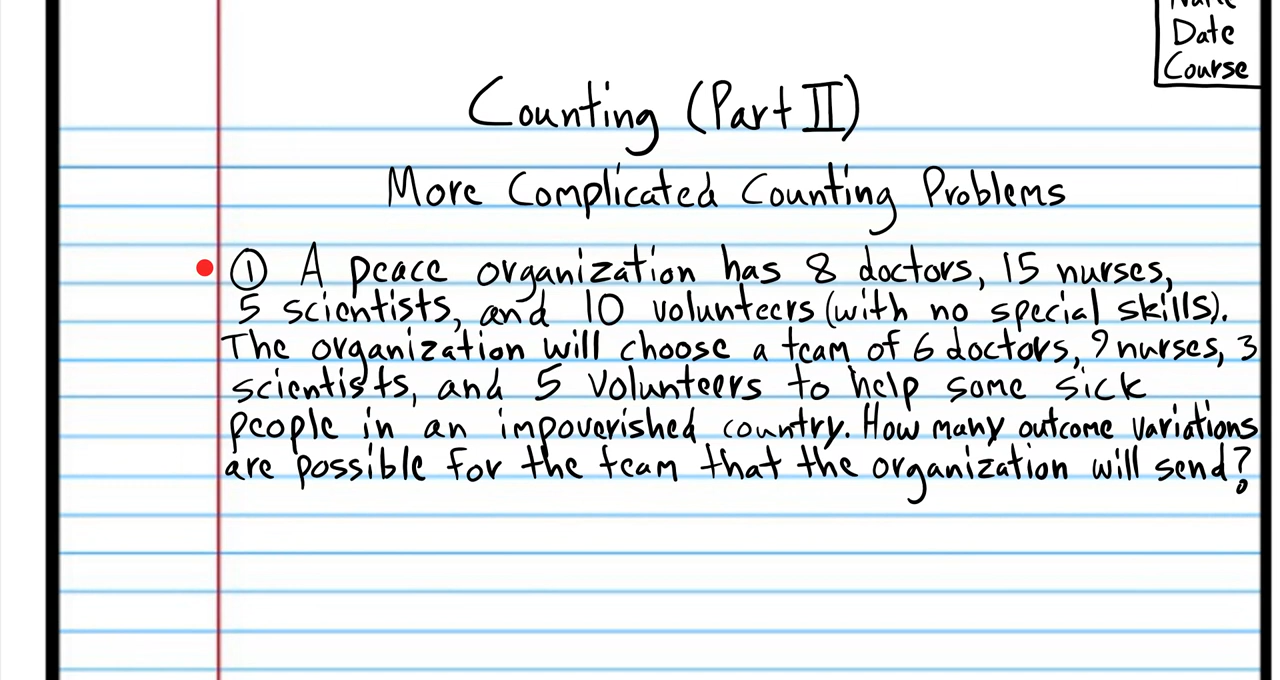 Date
Course
Counting (Part II)
More Complicated Counting Problems
① A peace organization has 8 doctors, 15 nurses,
5 scientists, and 10 volunteers (with no special skills).
The organization will choose a team of 6 doctors, 9 nurses, 3
scientists, and 5 volunteers to help some sick
people in an impoverished country. How many outcome variations
are possible for the team that the organization will send?